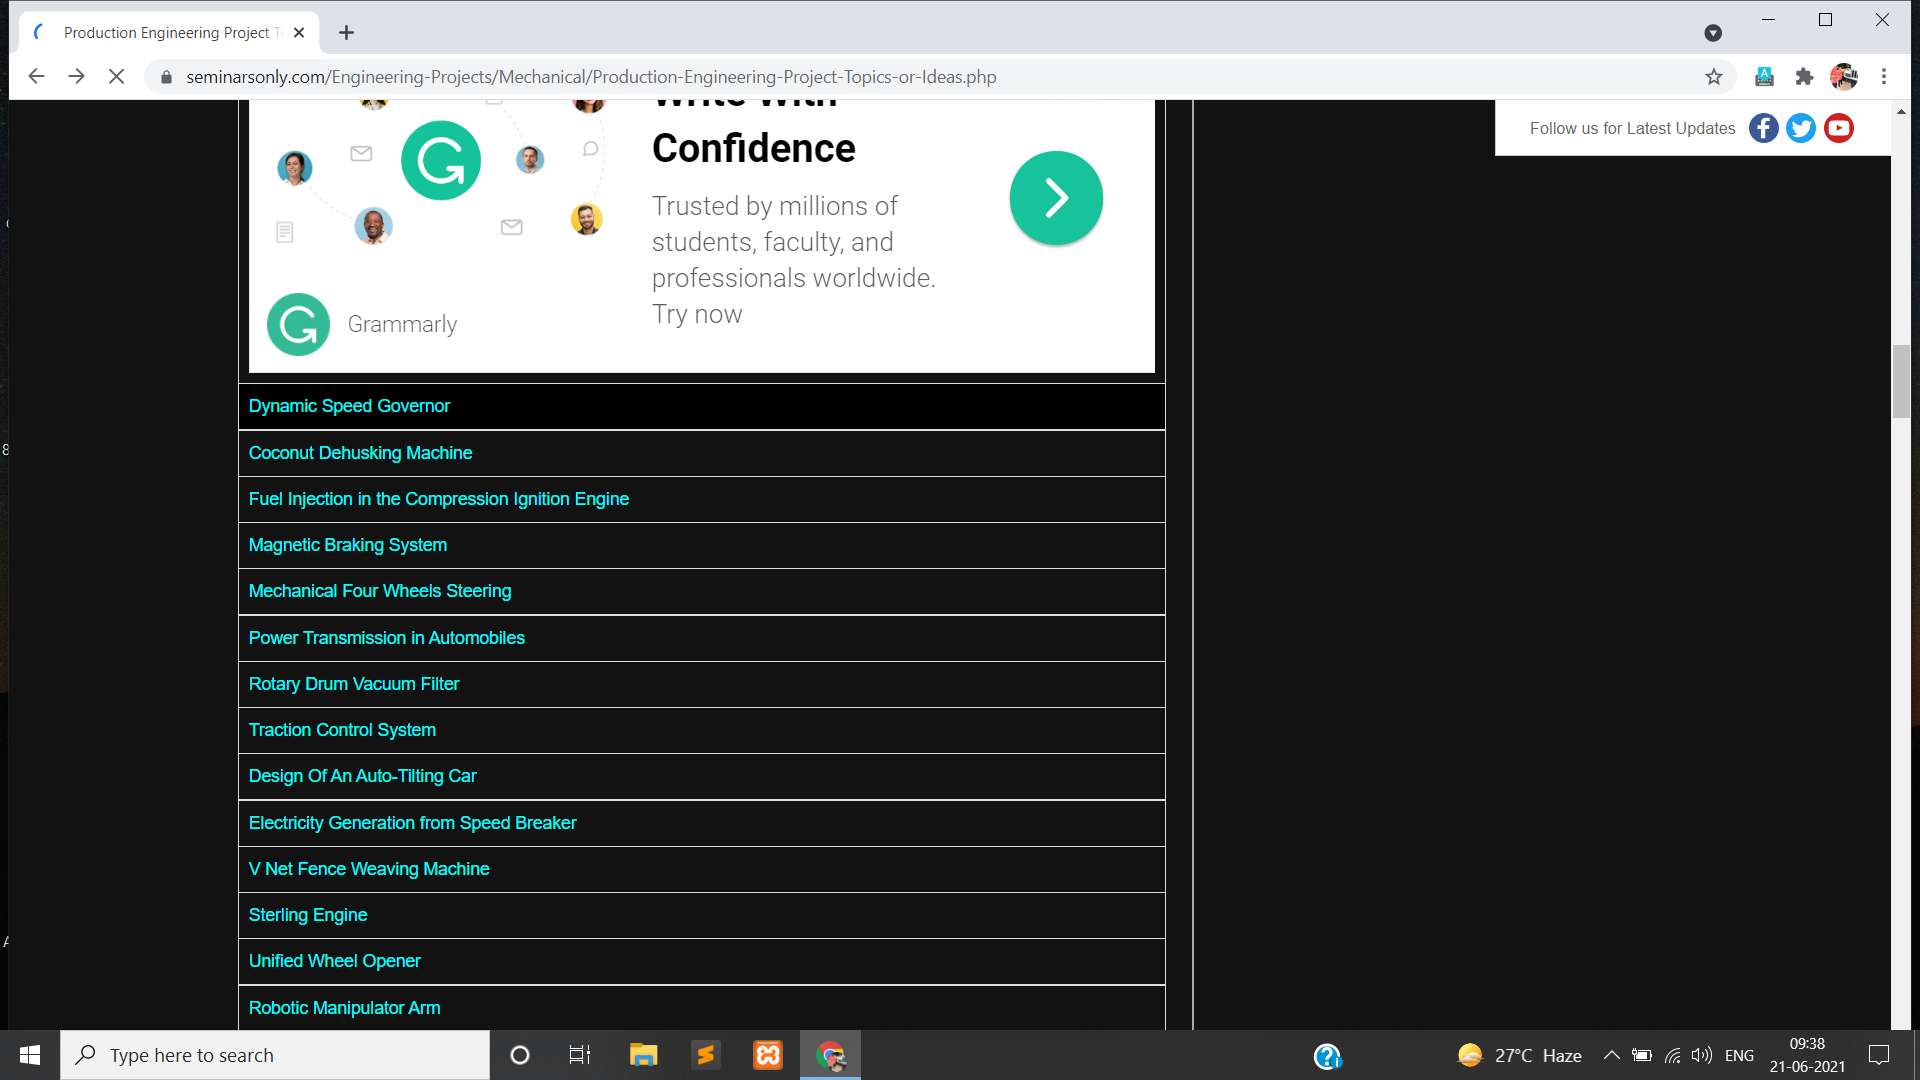 Production Engineering Project T
seminarsonly.com/Engineering-Projects/Mechanical/Production-Engineering-Project-Topics-or-Ideas.php
Follow us for Latest Updates
Write With
Confidence
Trusted by millions of
students, faculty, and
professionals worldwide.
Try now
Grammarly
Dynamic Speed Governor
Coconut Dehusking Machine
Fuel Injection in the Compression Ignition Engine
Magnetic Braking System
Mechanical Four Wheels Steering
Power Transmission in Automobiles
Rotary Drum Vacuum Filter
Traction Control System
Design Of An Auto-Tilting Car
Electricity Generation from Speed Breaker
V Net Fence Weaving Machine
Sterling Engine
Unified Wheel Opener
Robotic Manipulator Arm
Type here to search
27°C Haze
ENG
09:38
21-06-2021